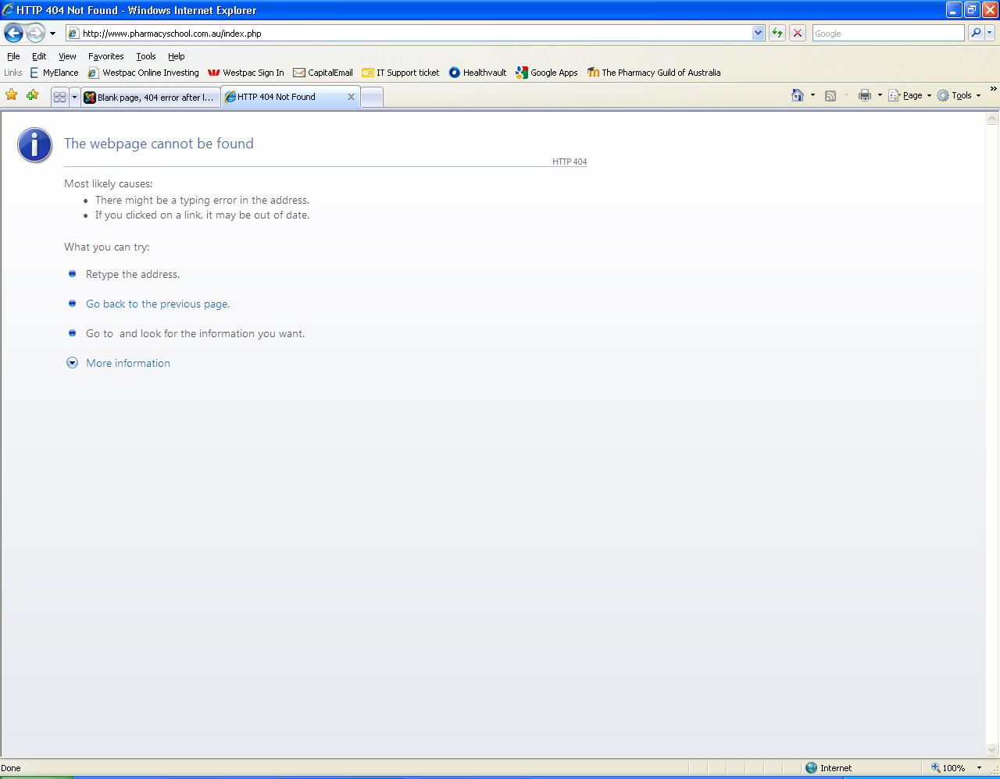 HTTP 404 Not Found - Windows Internet Explorer
http://www.pharmacyschool.com.au/index.php
Google
File Edit View Favorites Tools Help
Links MyElance Westpac Online Investing Westpac Sign In CapitalEmail IT Support ticket Healthvault Google Apps The Pharmacy Guild of Australia
Blank page, 404 error after l... HTTP 404 Not Found Page Tools
The webpage cannot be found
HTTP 404
Most likely causes:
• There might be a typing error in the address.
• If you clicked on a link, it may be out of date.
What you can try:
Retype the address.
Go back to the previous page.
Go to  and look for the information you want.
More information
Done Internet 100%